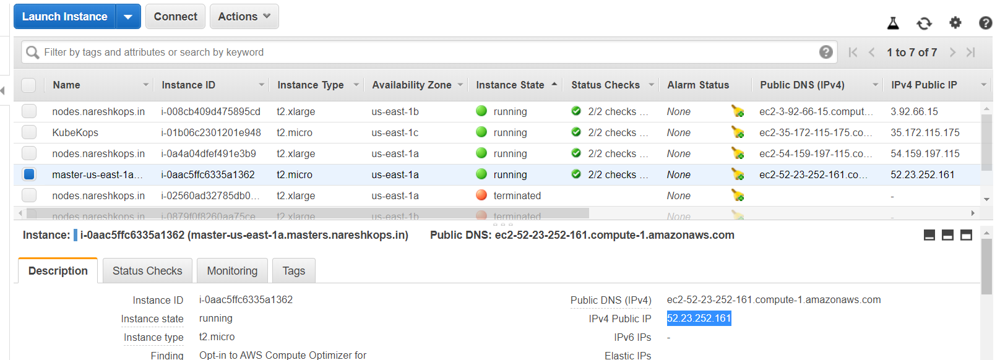 Launch Instance Connect Actions
Filter by tags and attributes or search by keyword 1 to 7 of 7
Name Instance ID Instance Type Availability Zone Instance State Status Checks Alarm Status Public DNS (IPv4) IPv4 Public IP
nodes.nareshkops.in i-008cb409d475895cd t2.xlarge us-east-1b running 2/2 checks ... None ec2-3-92-66-15.comput... 3.92.66.15
KubeKops i-01b06c2301201e948 t2.micro us-east-1c running 2/2 checks ... None ec2-35-172-115-175.co... 35.172.115.175
nodes.nareshkops.in i-0a4a04dfef491e3b9 t2.xlarge us-east-1a running 2/2 checks ... None ec2-54-159-197-115.co... 54.159.197.115
master-us-east-1a... i-0aac5ffc6335a1362 t2.micro us-east-1a running 2/2 checks ... None ec2-52-23-252-161.co... 52.23.252.161
nodes.nareshkops.in i-02560ad32785db0... t2.xlarge us-east-1a terminated None -
nodes.nareshkops.in i-0879f0f8260aa75ce t2.xlarge us-east-1b terminated None -
Instance: i-0aac5ffc6335a1362 (master-us-east-1a.masters.nareshkops.in) Public DNS: ec2-52-23-252-161.compute-1.amazonaws.com
Description Status Checks Monitoring Tags
Instance ID i-0aac5ffc6335a1362 Public DNS (IPv4) ec2-52-23-252-161.compute-1.amazonaws.com
Instance state running IPv4 Public IP 52.23.252.161
Instance type t2.micro IPv6 IPs -
Finding Opt-in to AWS Compute Optimizer for Elastic IPs